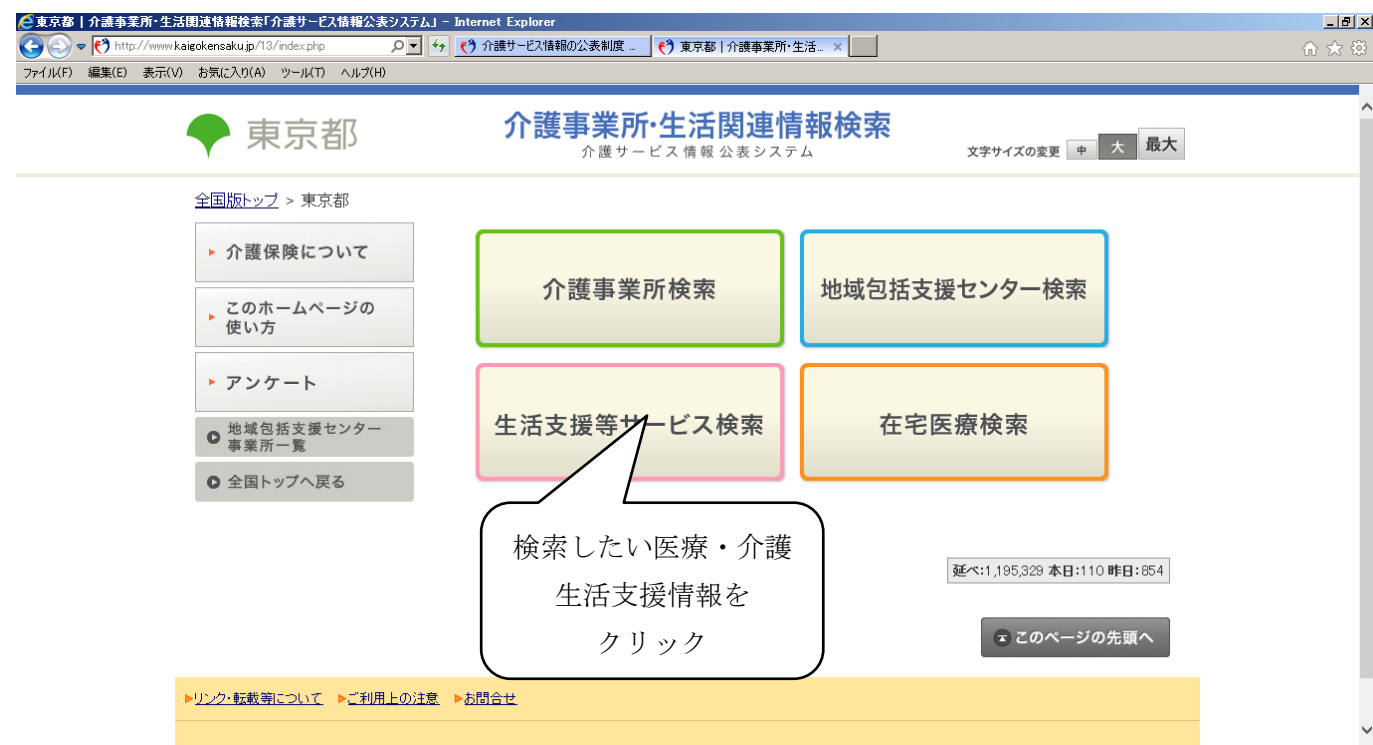 東京都 | 介護事業所・生活関連情報検索「介護サービス情報公表システム」 - Internet Explorer
http://www.kaigokensaku.jp/13/index.php
介護サービス情報の公表制度 ...
東京都 | 介護事業所・生活...
ファイル(F) 編集(E) 表示(V) お気に入り(A) ツール(T) ヘルプ(H)
東京都
介護事業所・生活関連情報検索
介護サービス情報公表システム
文字サイズの変更 中 大 最大
全国版トップ > 東京都
介護保険について
このホームページの
使い方
アンケート
地域包括支援センター
事業所一覧
全国トップへ戻る
介護事業所検索
地域包括支援センター検索
生活支援等サービス検索
在宅医療検索
検索したい医療・介護
生活支援情報を
クリック
延べ:1,195,329 本日:110 昨日:854
このページの先頭へ
リンク・転載等について ご利用上の注意 お問合せ